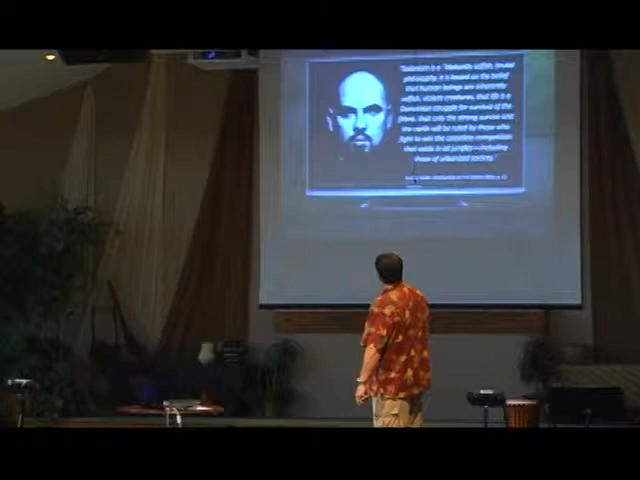 "Satanism is a blatantly selfish, brutal
philosophy. It is based on the belief
that human beings are inherently
selfish, violent creatures, that life is a
Darwinian struggle for survival of the
fittest, that only the strong survive and
the earth will be ruled by those who
fight to win the ceaseless competition
that exists in all jungles—including
those of urbanized society."